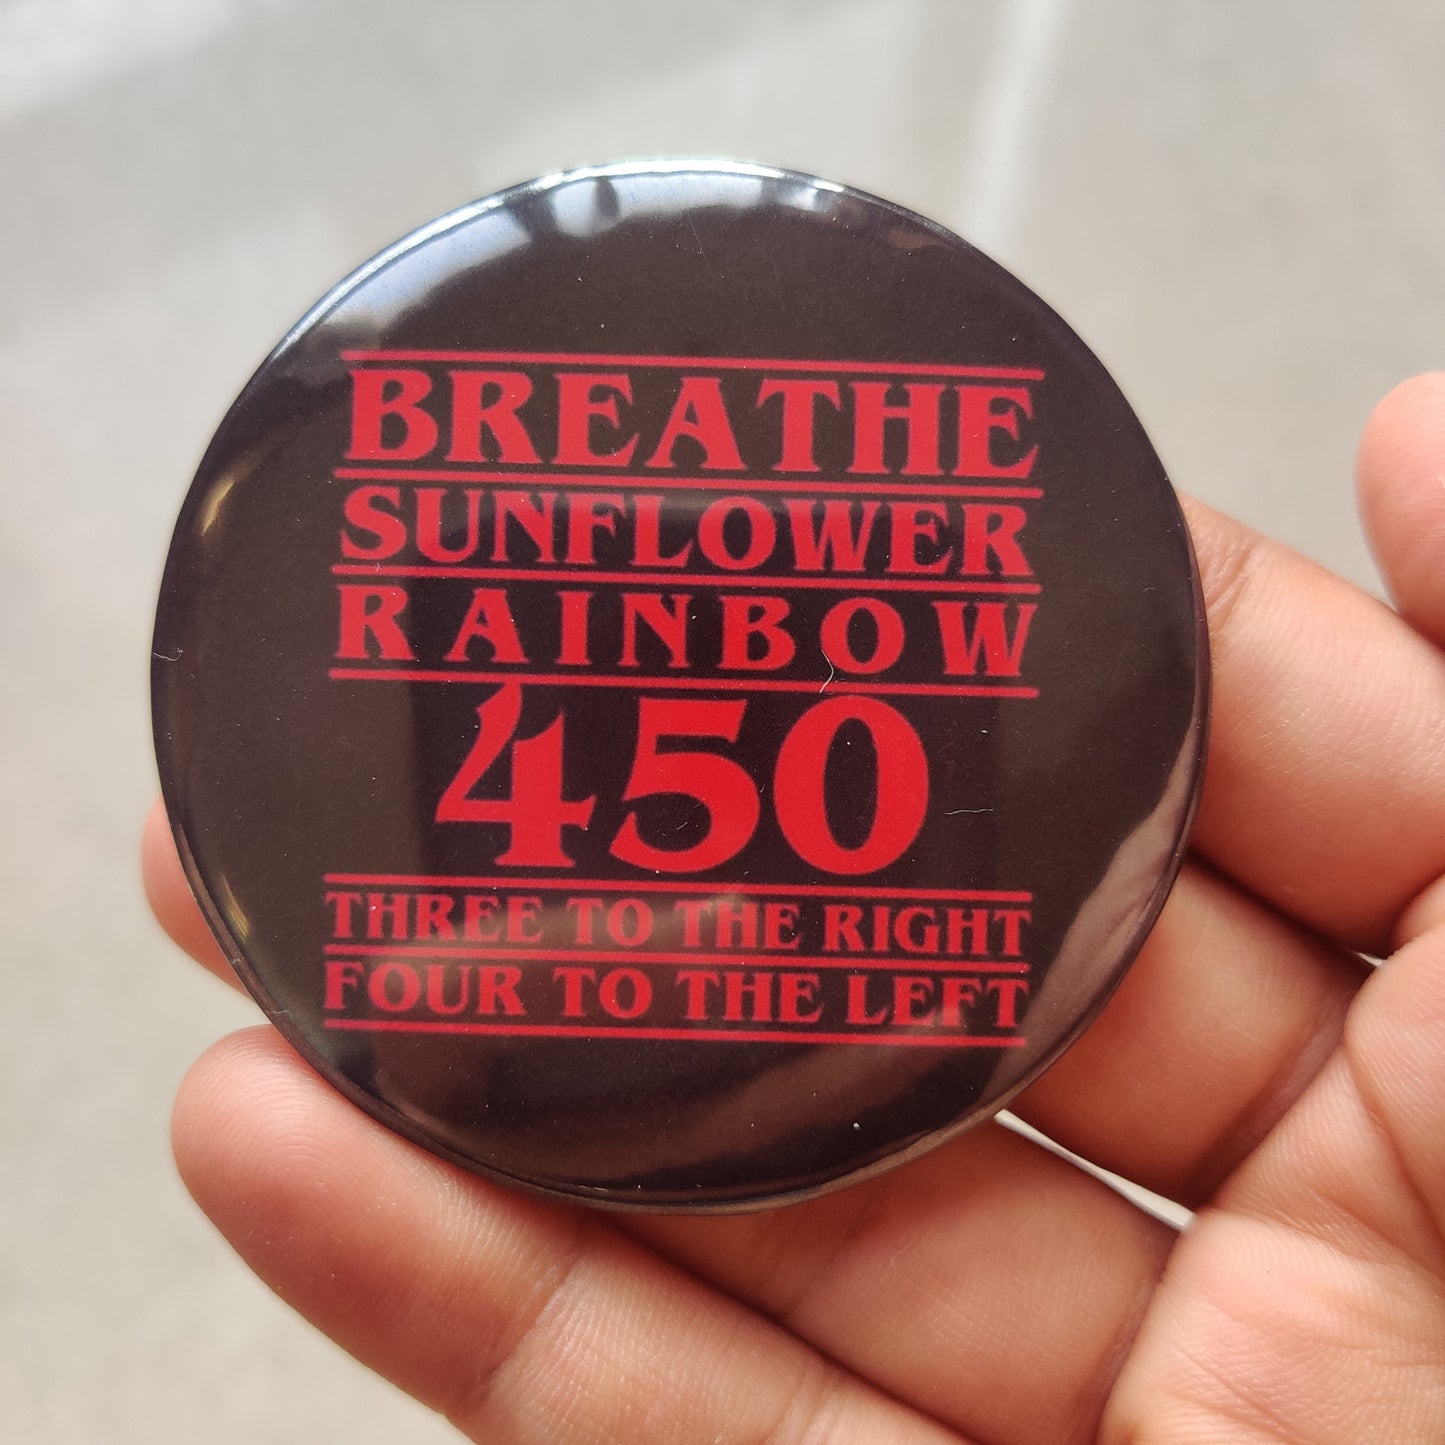 BREATHE
SUNFLOWER
RAINBOW
450
THREE TO THE RIGHT
FOUR TO THE LEFT